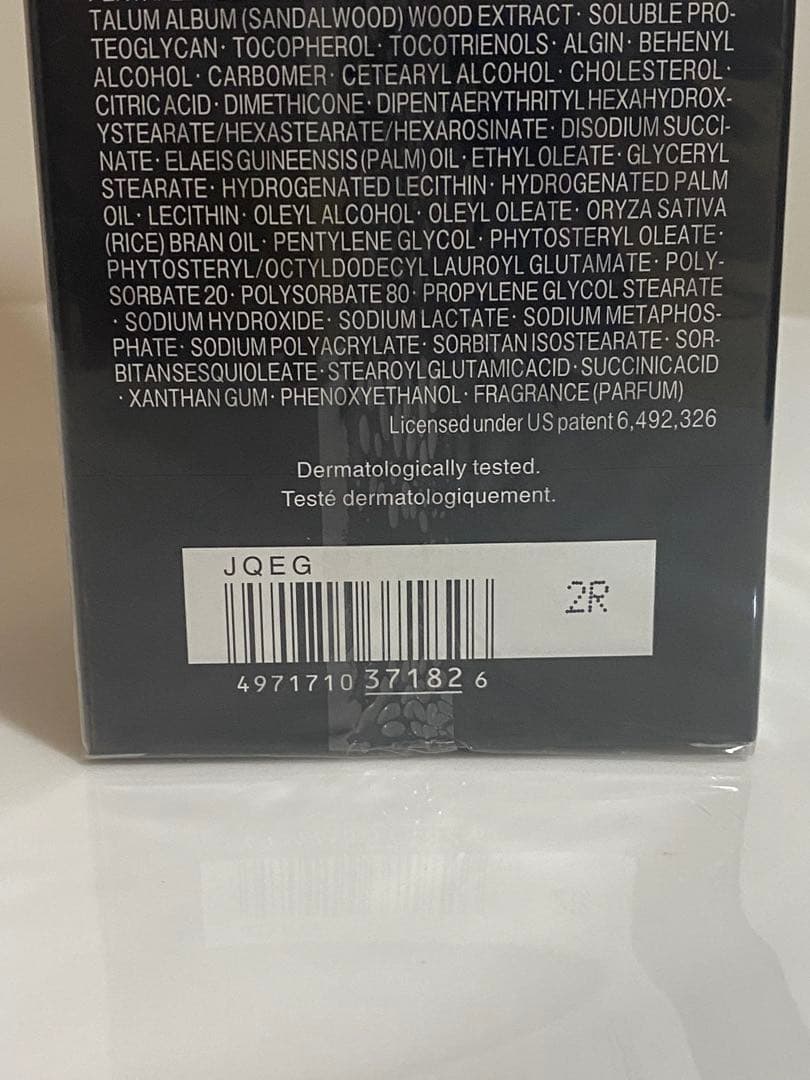 TALUM ALBUM (SANDALWOOD) WOOD EXTRACT · SOLUBLE PRO-
TEOGLYCAN · TOCOPHEROL · TOCOTRIENOLS · ALGIN · BEHENYL
ALCOHOL · CARBOMER · CETEARYL ALCOHOL · CHOLESTEROL ·
CITRIC ACID · DIMETHICONE · DIPENTAERYTHRITYL HEXAHYDROX-
YSTEARATE/HEXASTEARATE/HEXAROSINATE · DISODIUM SUCCI-
NATE · ELAEIS GUINEENSIS (PALM) OIL · ETHYL OLEATE · GLYCERYL
STEARATE · HYDROGENATED LECITHIN · HYDROGENATED PALM
OIL · LECITHIN · OLEYL ALCOHOL · OLEYL OLEATE · ORYZA SATIVA
(RICE) BRAN OIL · PENTYLENE GLYCOL · PHYTOSTERYL OLEATE ·
PHYTOSTERYL/OCTYLDODECYL LAUROYL GLUTAMATE · POLY-
SORBATE 20 · POLYSORBATE 80 · PROPYLENE GLYCOL STEARATE
· SODIUM HYDROXIDE · SODIUM LACTATE · SODIUM METAPHOS-
PHATE · SODIUM POLYACRYLATE · SORBITAN ISOSTEARATE · SOR-
BITAN SESQUIOLEATE · STEAROYL GLUTAMIC ACID · SUCCINIC ACID
· XANTHAN GUM · PHENOXYETHANOL · FRAGRANCE (PARFUM)
Licensed under US patent 6,492,326
Dermatologically tested.
Testé dermatologiquement.
JQEG
2R
4971710 37182 6